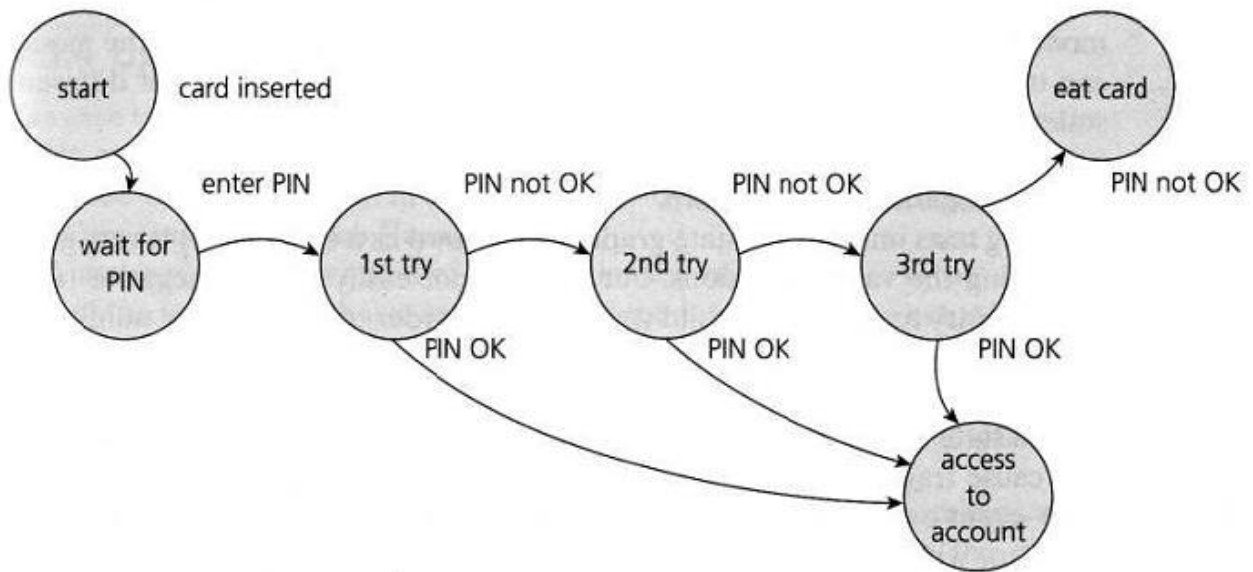 start
card inserted
eat card
enter PIN
PIN not OK
PIN not OK
PIN not OK
wait for
PIN
1st try
2nd try
3rd try
PIN OK
PIN OK
PIN OK
access
to
account